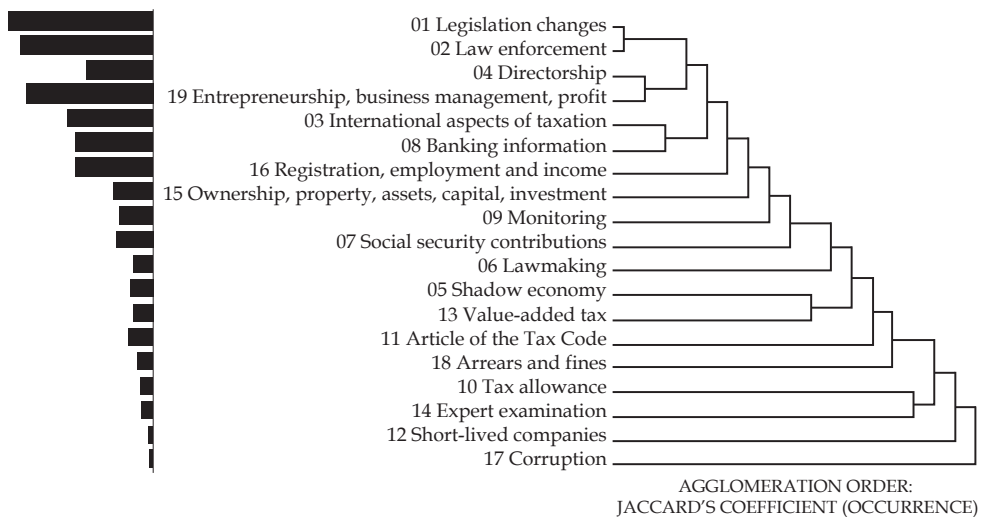 01 Legislation changes
02 Law enforcement
04 Directorship
19 Entrepreneurship, business management, profit
03 International aspects of taxation
08 Banking information
16 Registration, employment and income
15 Ownership, property, assets, capital, investment
09 Monitoring
07 Social security contributions
06 Lawmaking
05 Shadow economy
13 Value-added tax
11 Article of the Tax Code
18 Arrears and fines
10 Tax allowance
14 Expert examination
12 Short-lived companies
17 Corruption
AGGLOMERATION ORDER:
JACCARD'S COEFFICIENT (OCCURRENCE)